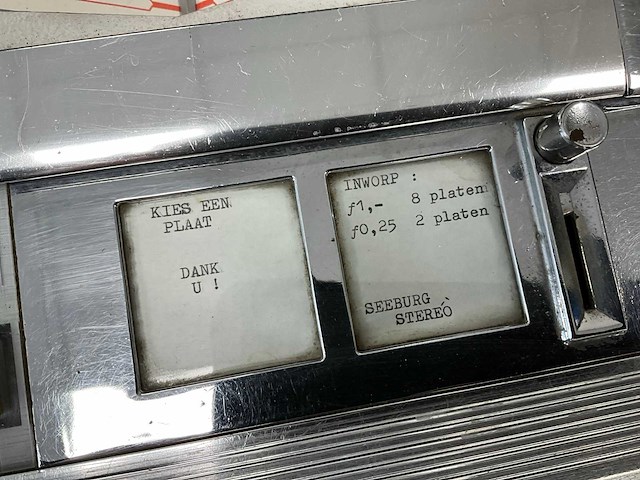 KIES EEN
PLAAT
DANK
U !
INWORP :
ƒ1,- 8 platen
ƒ0,25 2 platen
SEEBURG
STEREO